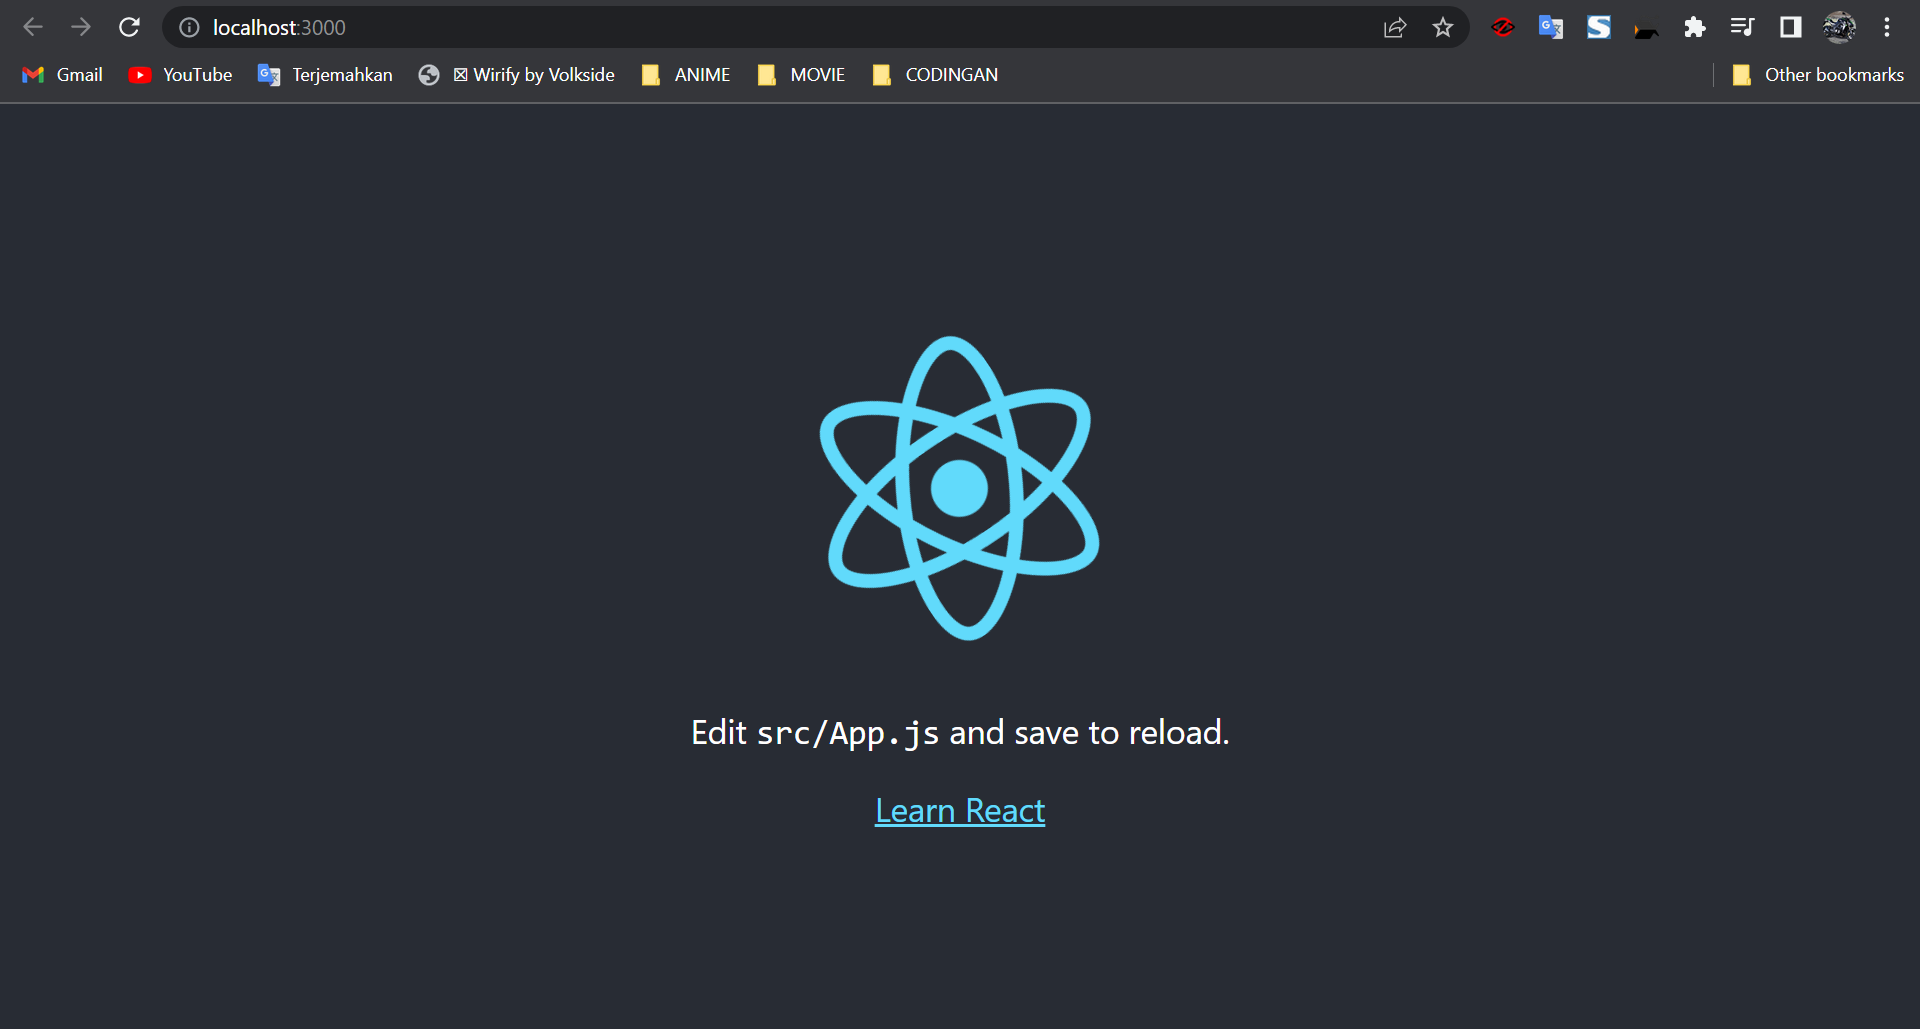 localhost:3000
Gmail YouTube Terjemahkan Wirify by Volkside ANIME MOVIE CODINGAN Other bookmarks
Edit src/App.js and save to reload.
Learn React